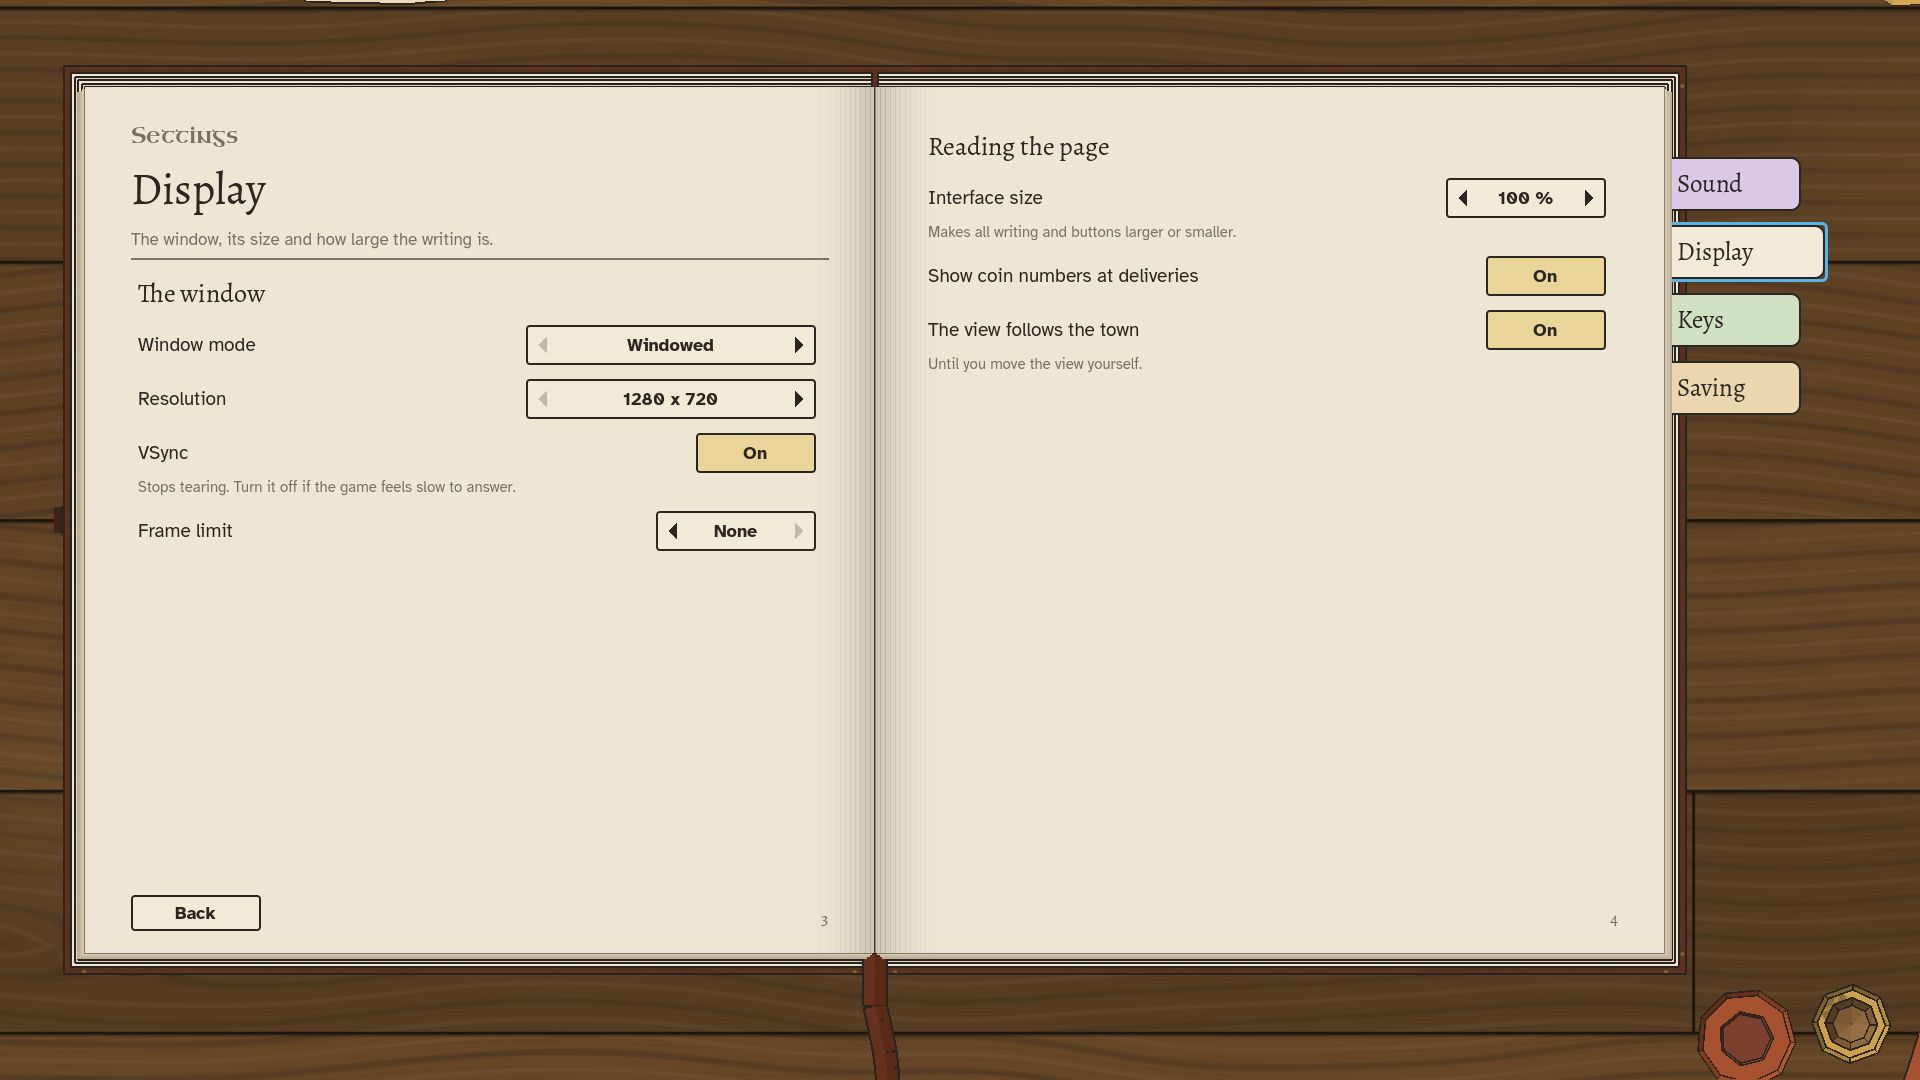 Settings
Display
The window, its size and how large the writing is.
The window
Window mode
Windowed
Resolution
1280 x 720
VSync
On
Stops tearing. Turn it off if the game feels slow to answer.
Frame limit
None
Back
3
Reading the page
Interface size
100 %
Makes all writing and buttons larger or smaller.
Show coin numbers at deliveries
On
The view follows the town
On
Until you move the view yourself.
4
Sound
Display
Keys
Saving